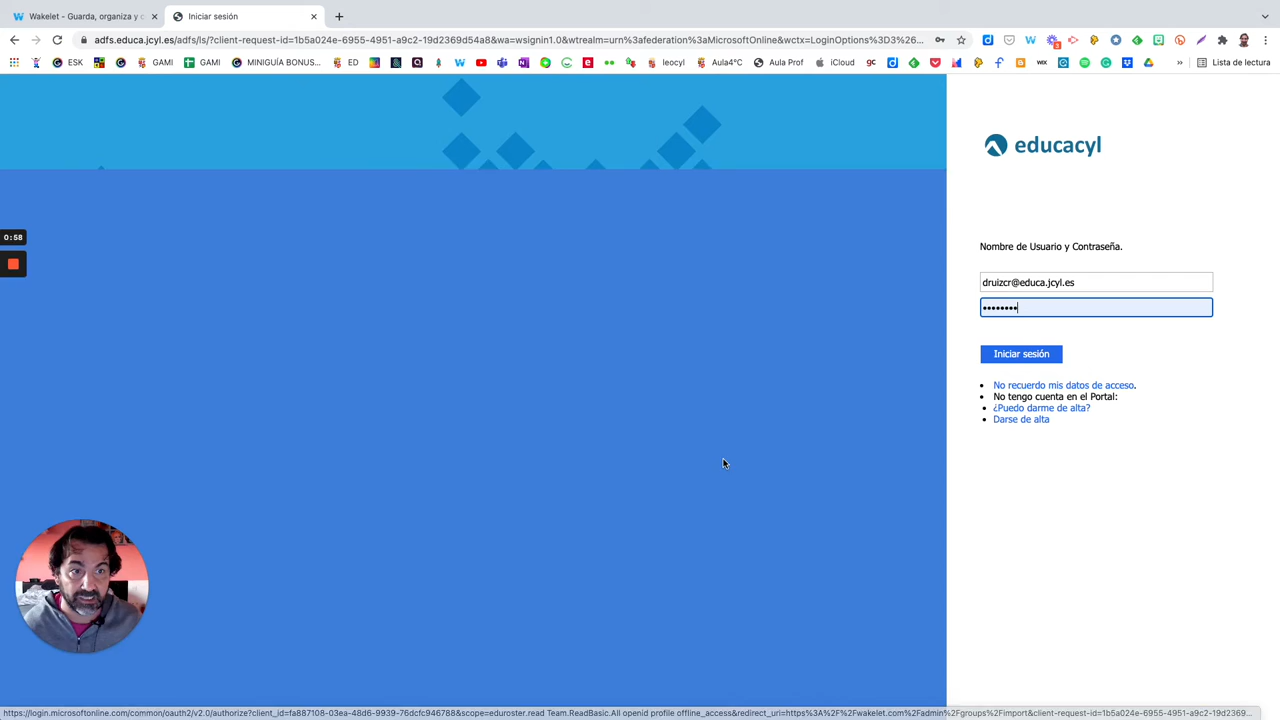 Wakelet - Guarda, organiza y c
Iniciar sesión
adfs.educa.jcyl.es/adfs/ls/?client-request-id=1b5a024e-6955-4951-a9c2-19d2369d54a8&wa=wsignin1.0&wtrealm=urn%3afederation%3aMicrosoftOnline&wctx=LoginOptions%3D3%26...
ESK
GAMI
GAMI
MINIGUÍA BONUS...
ED
leocyl
Aula4ºC
Aula Prof
iCloud
gc
WIX
»
Lista de lectura
educacyl
0:58
Nombre de Usuario y Contraseña.
druizcr@educa.jcyl.es
••••••••
Iniciar sesión
No recuerdo mis datos de acceso.
No tengo cuenta en el Portal:
¿Puedo darme de alta?
Darse de alta
https://login.microsoftonline.com/common/oauth2/v2.0/authorize?client_id=fa887108-03ea-48d6-9939-76dcfc946788&scope=eduroster.read Team.ReadBasic.All openid profile offline_access&redirect_uri=https%3A%2F%2Fwakelet.com%2Fadmin%2Fgroups%2Fimport&client-request-id=1b5a024e-6955-4951-a9c2-19d2369...